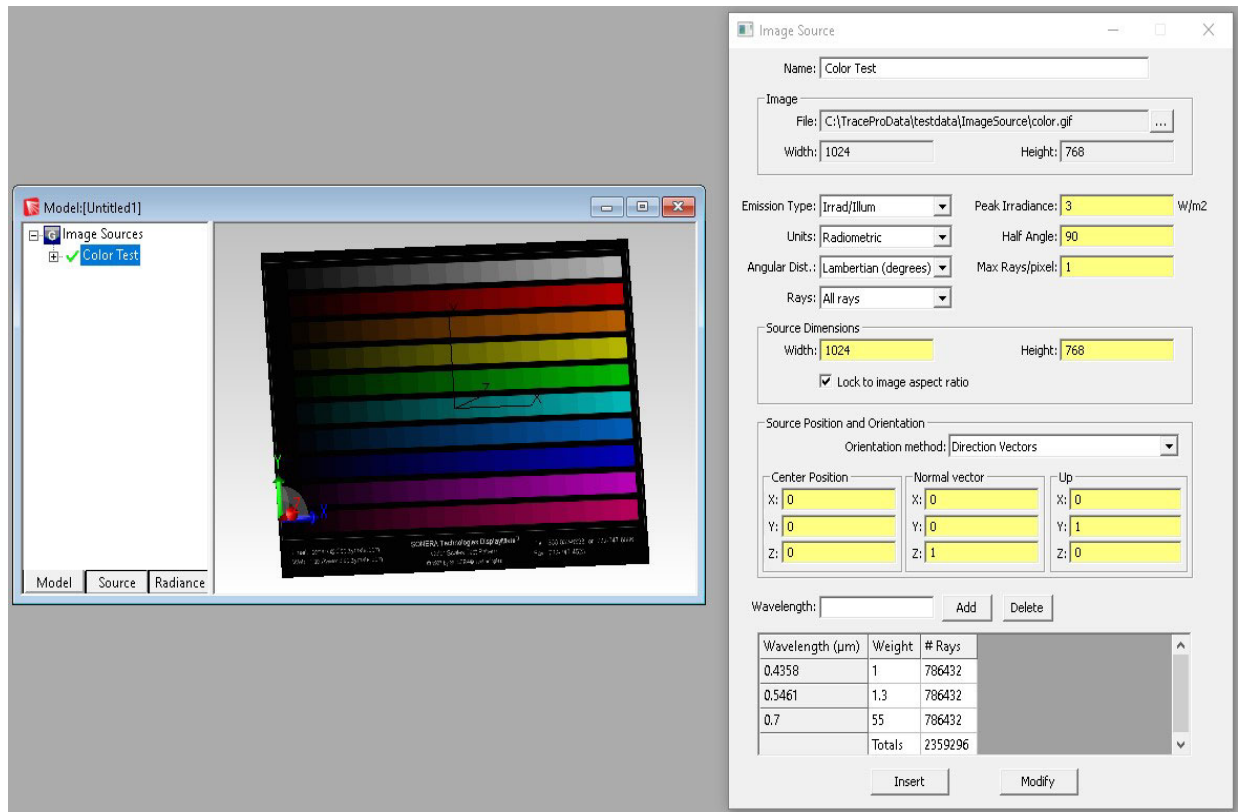 Model:[Untitled1]
Image Sources
Color Test
Model Source Radiance
Y
Z
X
Y
X
SONERA Technologies
Image Source
Name: Color Test
Image
File: C:\TraceProData\testdata\ImageSource\color.gif ...
Width: 1024 Height: 768
Emission Type: Irrad/Illum Peak Irradiance: 3 W/m2
Units: Radiometric Half Angle: 90
Angular Dist.: Lambertian (degrees) Max Rays/pixel: 1
Rays: All rays
Source Dimensions
Width: 1024 Height: 768
Lock to image aspect ratio
Source Position and Orientation
Orientation method: Direction Vectors
Center Position Normal vector Up
X: 0 X: 0 X: 0
Y: 0 Y: 0 Y: 1
Z: 0 Z: 1 Z: 0
Wavelength: Add Delete
Wavelength (μm) Weight # Rays
0.4358 1 786432
0.5461 1.3 786432
0.7 55 786432
Totals 2359296
Insert Modify